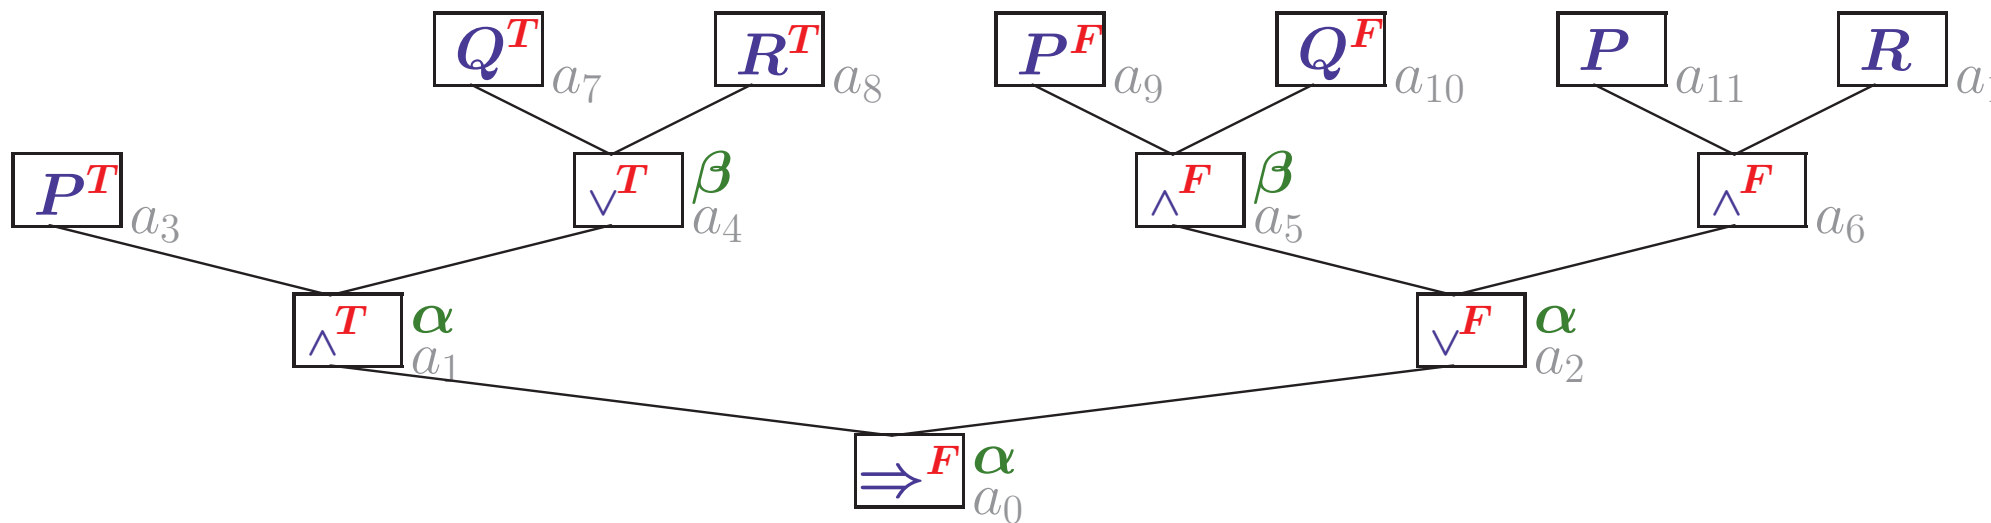 Q^T a_7 R^T a_8 P^F a_9 Q^F a_10 P a_11 R
P^T a_3 ∨^T β a_4 ∧^F β a_5 ∧^F a_6
∧^T α a_1 ∨^F α a_2
⇒^F α a_0